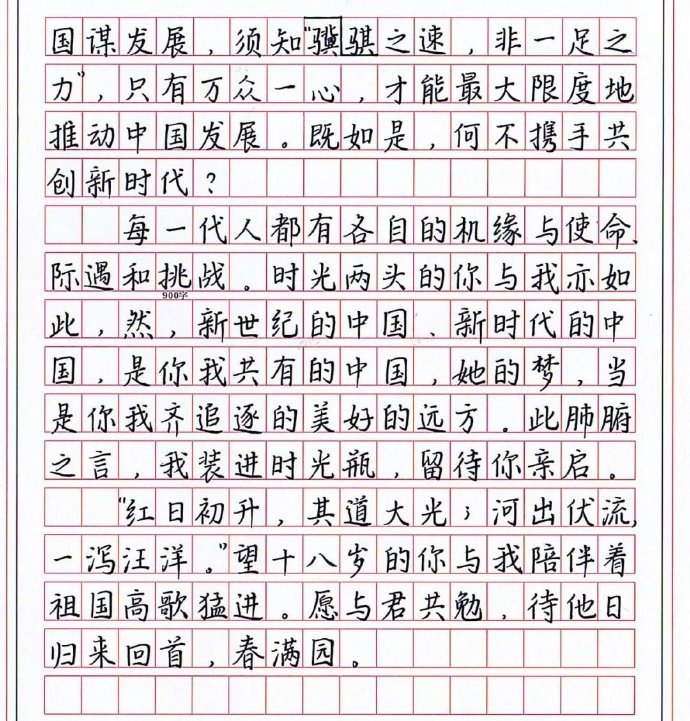 国谋发展，须知“骥骐之速，非一足之
力”，只有万众一心，才能最大限度地
推动中国发展。既如是，何不携手共
创新时代？
每一代人都有各自的机缘与使命、
际遇和挑战。时光两头的你与我亦如
900字
此，然，新世纪的中国、新时代的中
国，是你我共有的中国，她的梦，当
是你我齐追逐的美好的远方。此肺腑
之言，我装进时光瓶，留待你亲启。
“红日初升，其道大光；河出伏流，
一泻汪洋。”望十八岁的你与我陪伴着
祖国高歌猛进。愿与君共勉，待他日
归来回首，春满园。